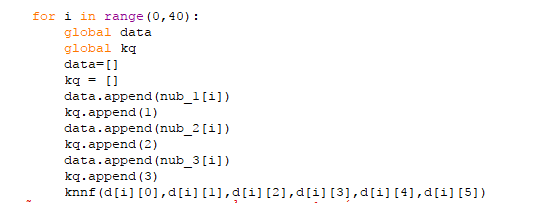 for i in range(0,40):
    global data
    global kq
    data=[]
    kq = []
    data.append(nub_1[i])
    kq.append(1)
    data.append(nub_2[i])
    kq.append(2)
    data.append(nub_3[i])
    kq.append(3)
    knnf(d[i][0],d[i][1],d[i][2],d[i][3],d[i][4],d[i][5])